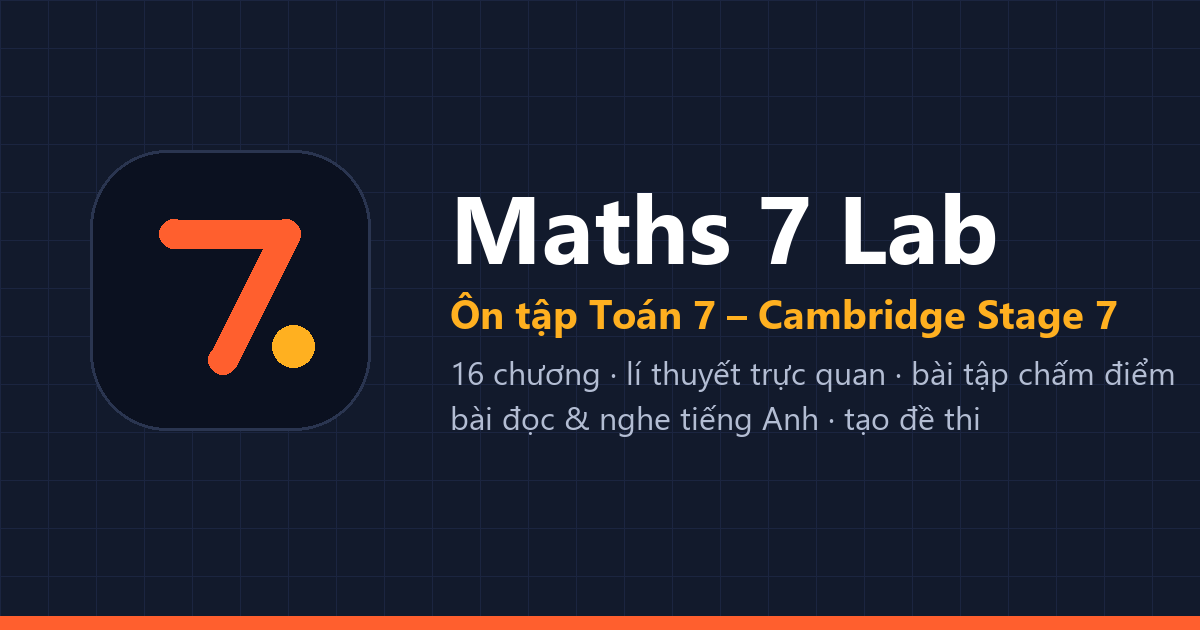 7.
Maths 7 Lab
Ôn tập Toán 7 – Cambridge Stage 7
16 chương · lí thuyết trực quan · bài tập chấm điểm
bài đọc & nghe tiếng Anh · tạo đề thi